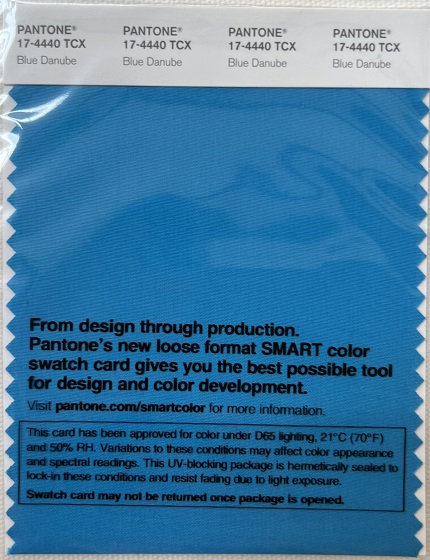 PANTONE® PANTONE® PANTONE® PANTONE®
17-4440 TCX 17-4440 TCX 17-4440 TCX 17-4440 TCX
Blue Danube Blue Danube Blue Danube Blue Danube
From design through production.
Pantone's new loose format SMART color
swatch card gives you the best possible tool
for design and color development.
Visit pantone.com/smartcolor for more information.
This card has been approved for color under D65 lighting, 21°C (70°F)
and 50% RH. Variations to these conditions may affect color appearance
and spectral readings. This UV-blocking package is hermetically sealed to
lock-in these conditions and resist fading due to light exposure.
Swatch card may not be returned once package is opened.